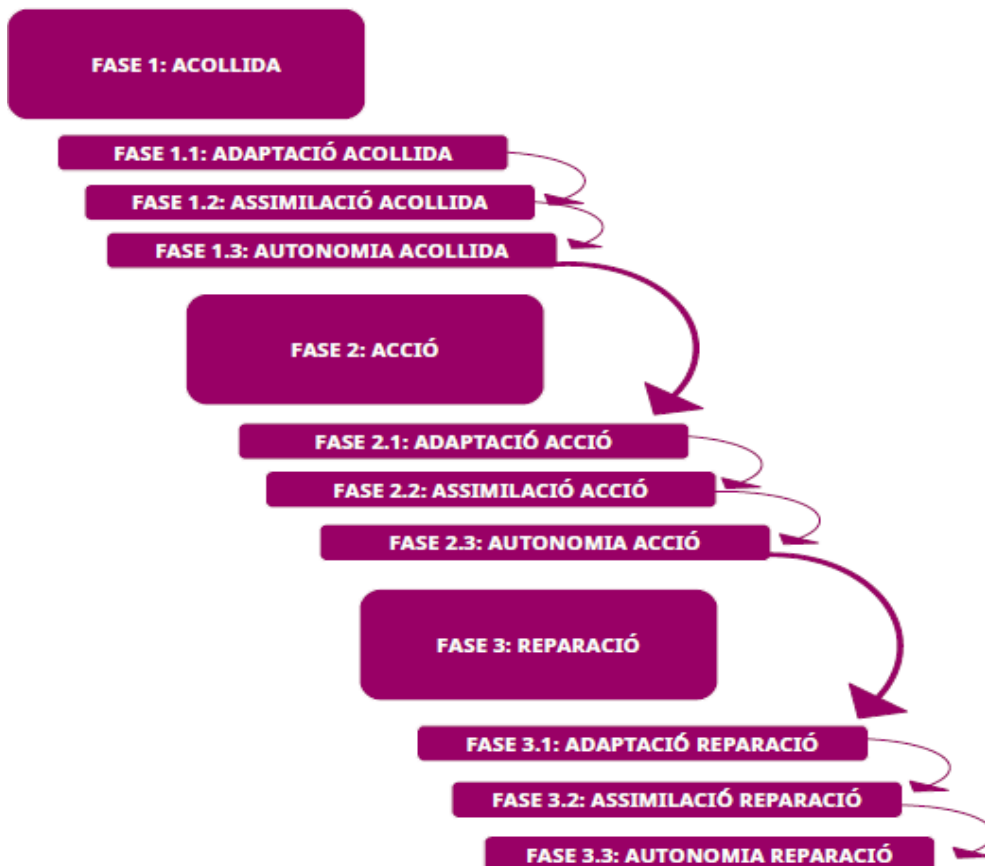 FASE 1: ACOLLIDA
FASE 1.1: ADAPTACIÓ ACOLLIDA
FASE 1.2: ASSIMILACIÓ ACOLLIDA
FASE 1.3: AUTONOMIA ACOLLIDA
FASE 2: ACCIÓ
FASE 2.1: ADAPTACIÓ ACCIÓ
FASE 2.2: ASSIMILACIÓ ACCIÓ
FASE 2.3: AUTONOMIA ACCIÓ
FASE 3: REPARACIÓ
FASE 3.1: ADAPTACIÓ REPARACIÓ
FASE 3.2: ASSIMILACIÓ REPARACIÓ
FASE 3.3: AUTONOMIA REPARACIÓ